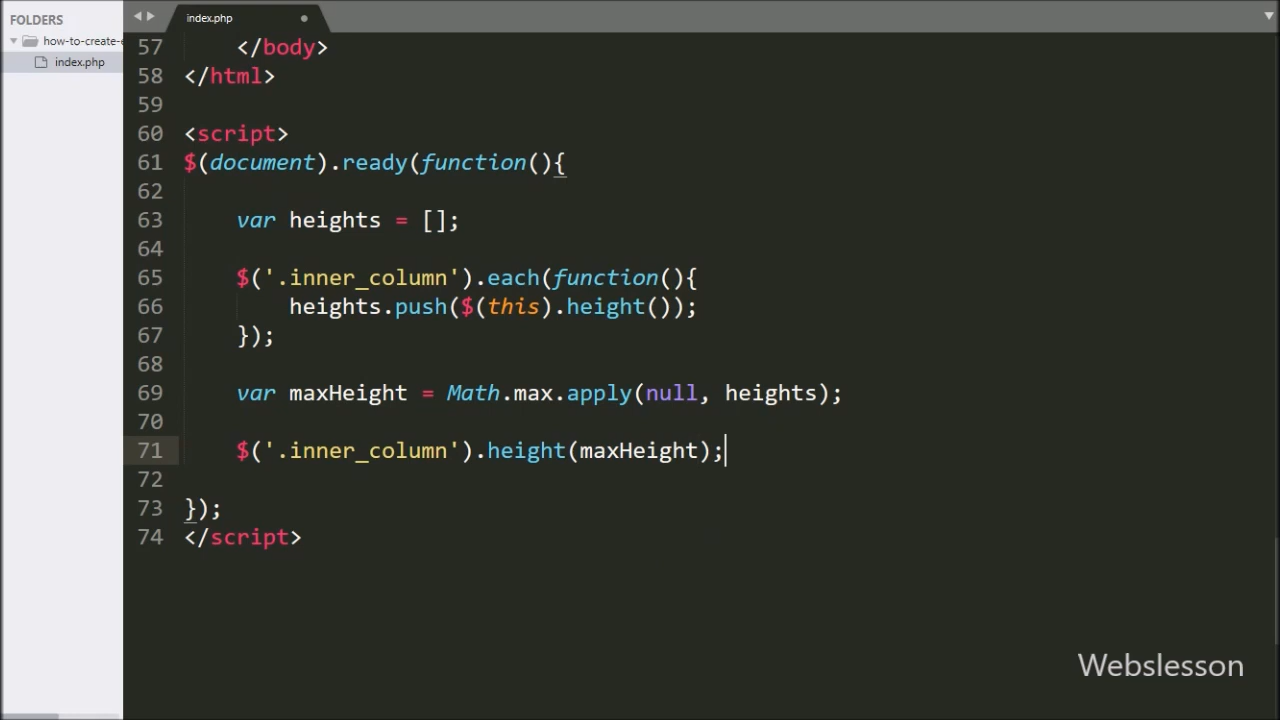 FOLDERS
how-to-create-e
index.php
index.php
57 </body>
58 </html>
59
60 <script>
61 $(document).ready(function(){
62
63 var heights = [];
64
65 $('.inner_column').each(function(){
66 heights.push($(this).height());
67 });
68
69 var maxHeight = Math.max.apply(null, heights);
70
71 $('.inner_column').height(maxHeight);
72
73 });
74 </script>
Webslesson